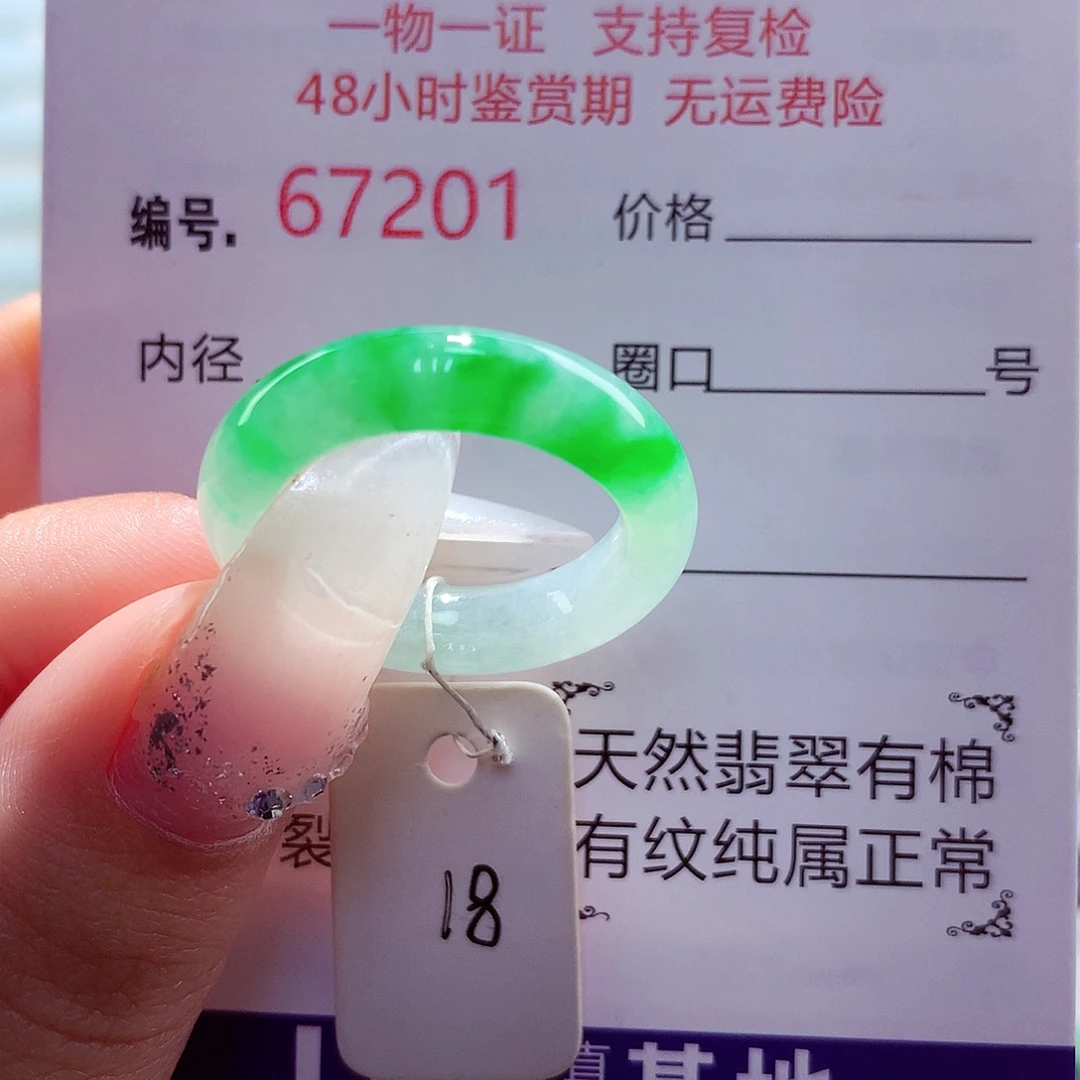 一物一证 支持复检
48小时鉴赏期 无运费险
编号. 67201 价格
内径 圈口 号
天然翡翠有棉
裂 有纹纯属正常
18
基地